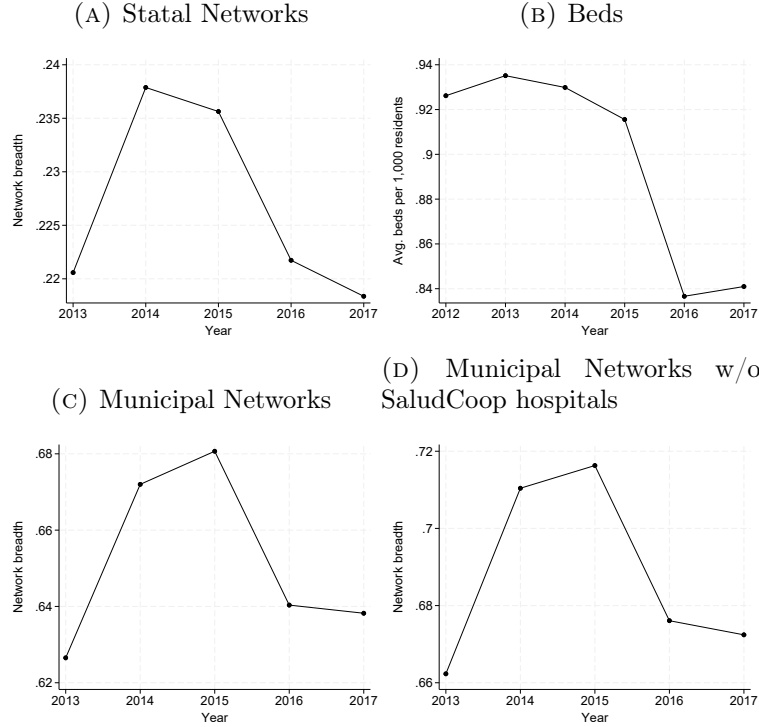 (A) Statal Networks
.24
.235
.23
.225
.22
Network breadth
2013 2014 2015 2016 2017
Year
(B) Beds
.94
.92
.9
.88
.86
.84
Avg. beds per 1,000 residents
2012 2013 2014 2015 2016 2017
Year
(C) Municipal Networks
.68
.66
.64
.62
Network breadth
2013 2014 2015 2016 2017
Year
(D) Municipal Networks w/o
SaludCoop hospitals
.72
.7
.68
.66
Network breadth
2013 2014 2015 2016 2017
Year